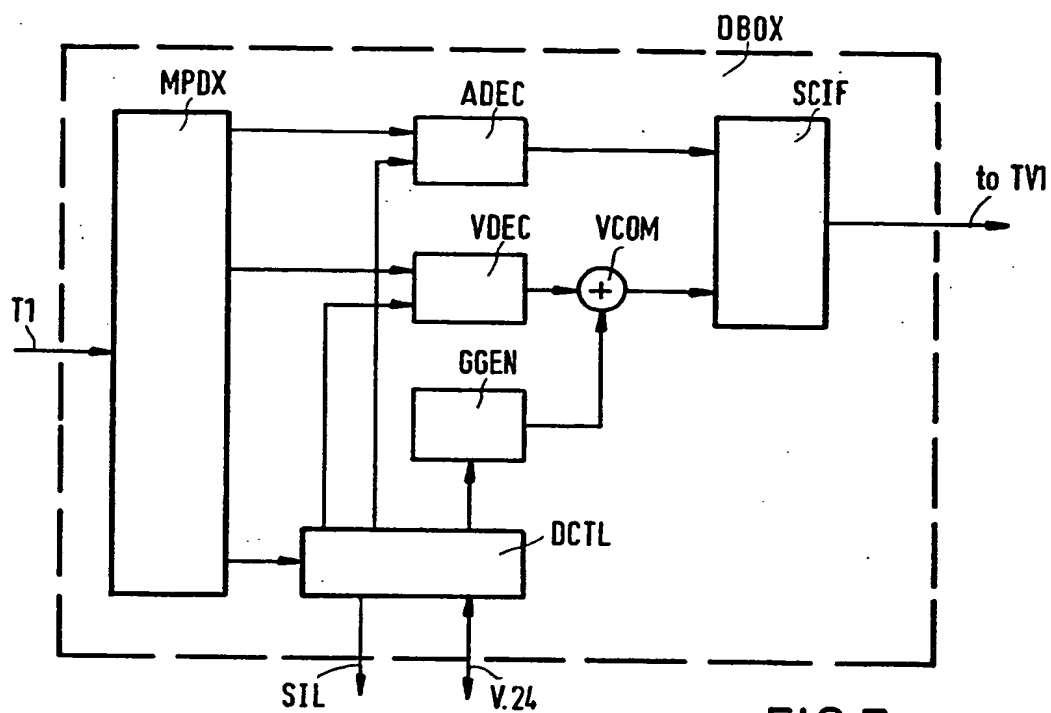 DBOX
MPDX
ADEC
SCIF
to TV1
VDEC
VCOM
T1
GGEN
DCTL
SIL
V.24